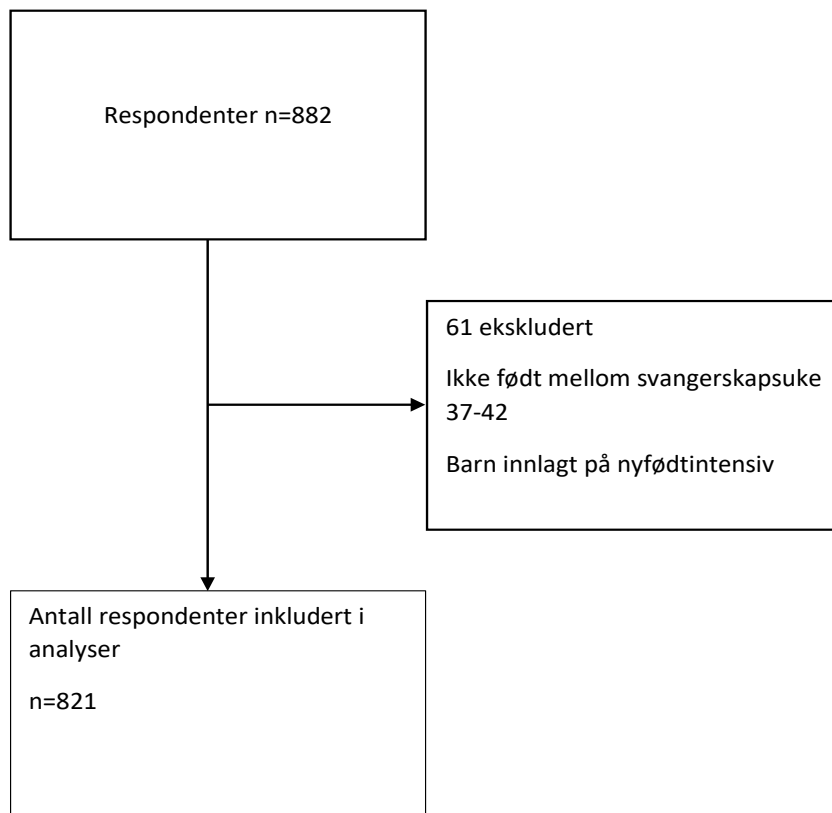 Respondenter n=882
61 ekskludert
Ikke født mellom svangerskapsuke
37-42
Barn innlagt på nyfødtintensiv
Antall respondenter inkludert i
analyser
n=821